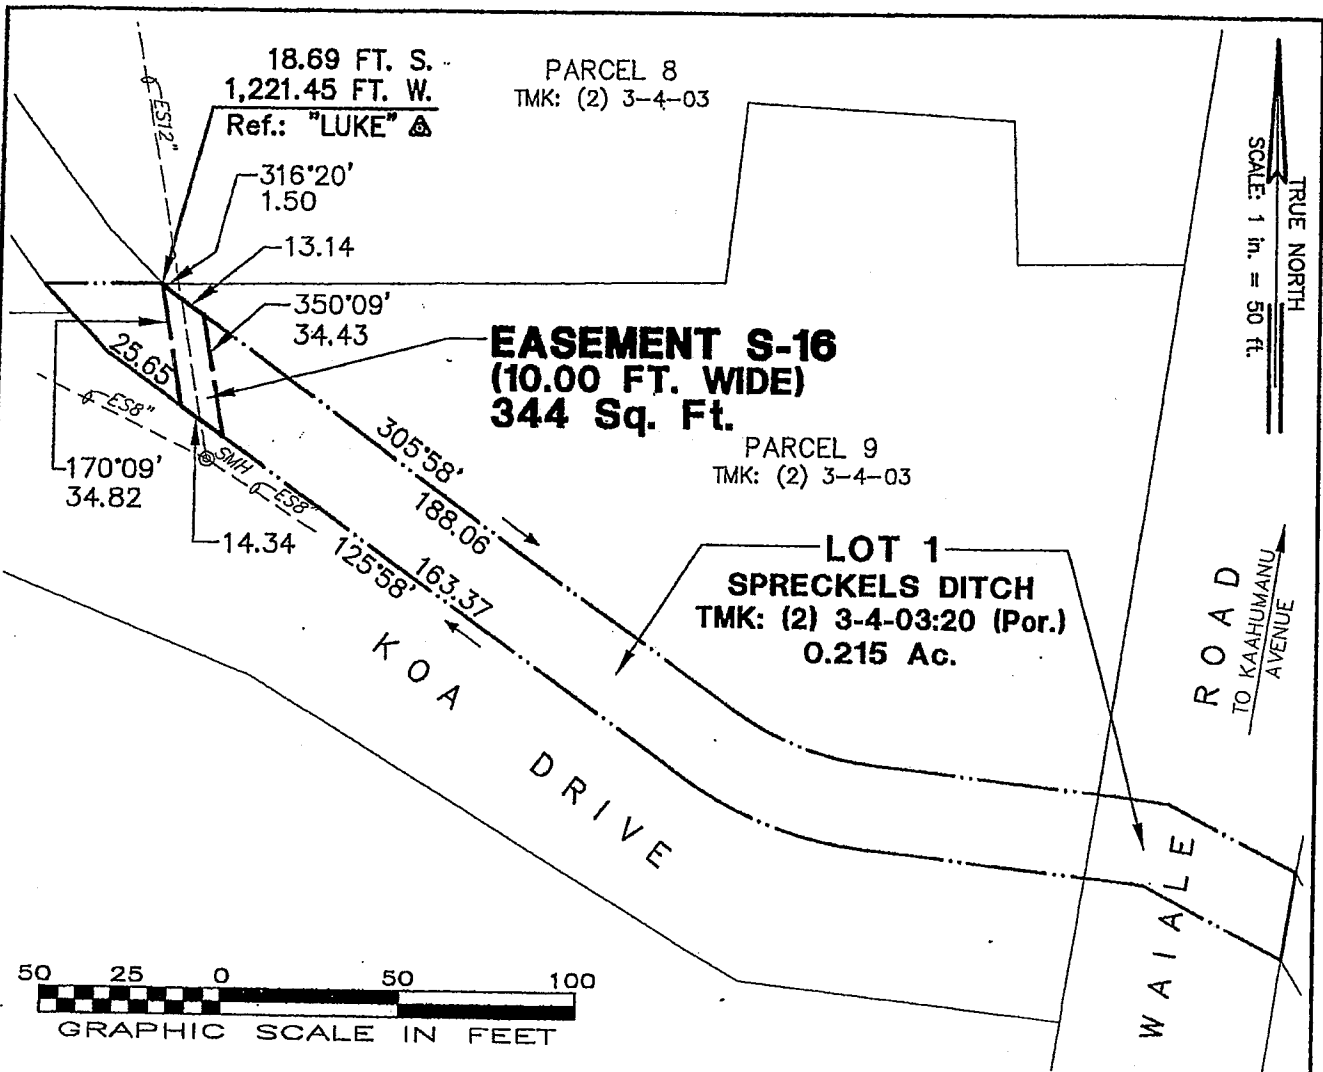 18.69 FT. S.
1,221.45 FT. W.
Ref.: "LUKE"
PARCEL 8
TMK: (2) 3-4-03
ES12"
316°20'
1.50
13.14
350°09'
34.43
TRUE NORTH
SCALE: 1 in. = 50 ft.
EASEMENT S-16
(10.00 FT. WIDE)
344 Sq. Ft.
25.65
ES8"
170°09'
34.82
SMH
ES8"
14.34
305°58'
188.06
PARCEL 9
TMK: (2) 3-4-03
125°58'
163.37
LOT 1
SPRECKELS DITCH
TMK: (2) 3-4-03:20 (Por.)
0.215 Ac.
KOA DRIVE
WAIALE ROAD
TO KAAHUMANU
AVENUE
50 25 0 50 100
GRAPHIC SCALE IN FEET